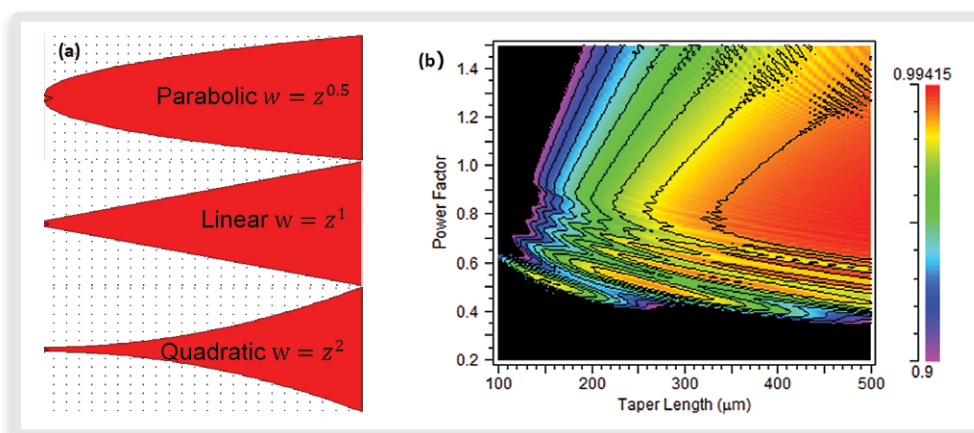 (a)
Parabolic w = z^0.5
Linear w = z^1
Quadratic w = z^2
(b)
Power Factor
1.4
1.2
1.0
0.8
0.6
0.4
0.2
100
200
300
400
500
Taper Length (μm)
0.99415
0.9